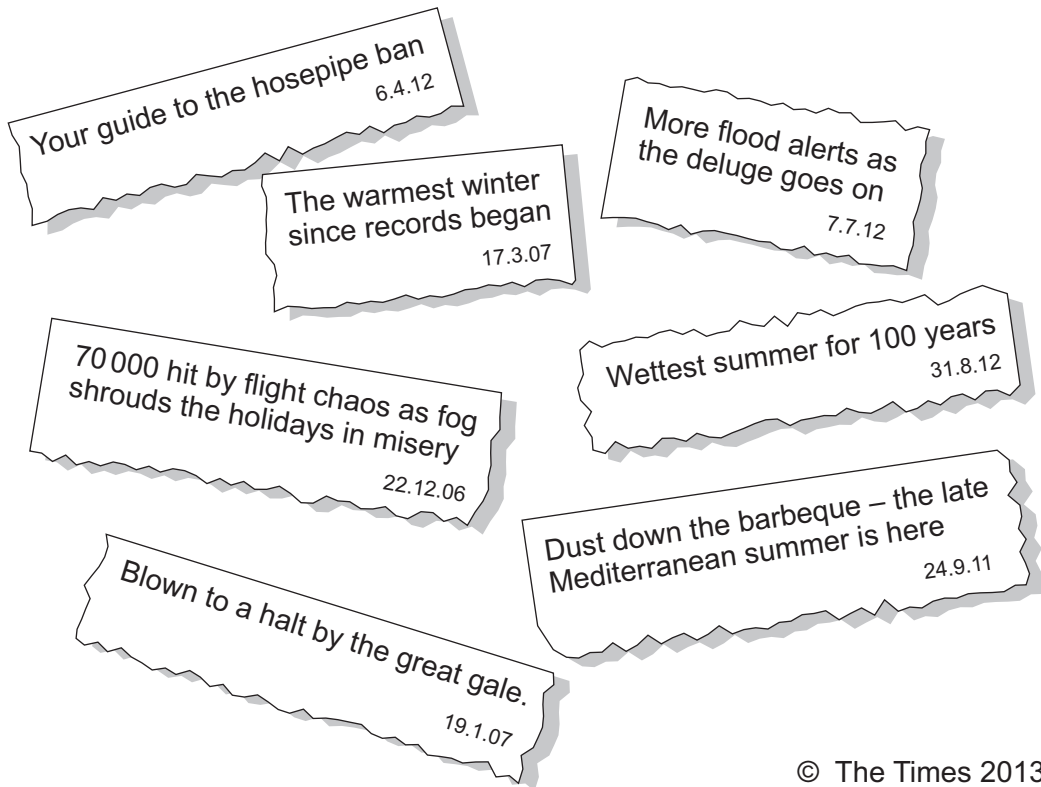 Your guide to the hosepipe ban
6.4.12
More flood alerts as
the deluge goes on
7.7.12
The warmest winter
since records began
17.3.07
Wettest summer for 100 years
31.8.12
70 000 hit by flight chaos as fog
shrouds the holidays in misery
22.12.06
Dust down the barbeque – the late
Mediterranean summer is here
24.9.11
Blown to a halt by the great gale.
19.1.07
© The Times 2013